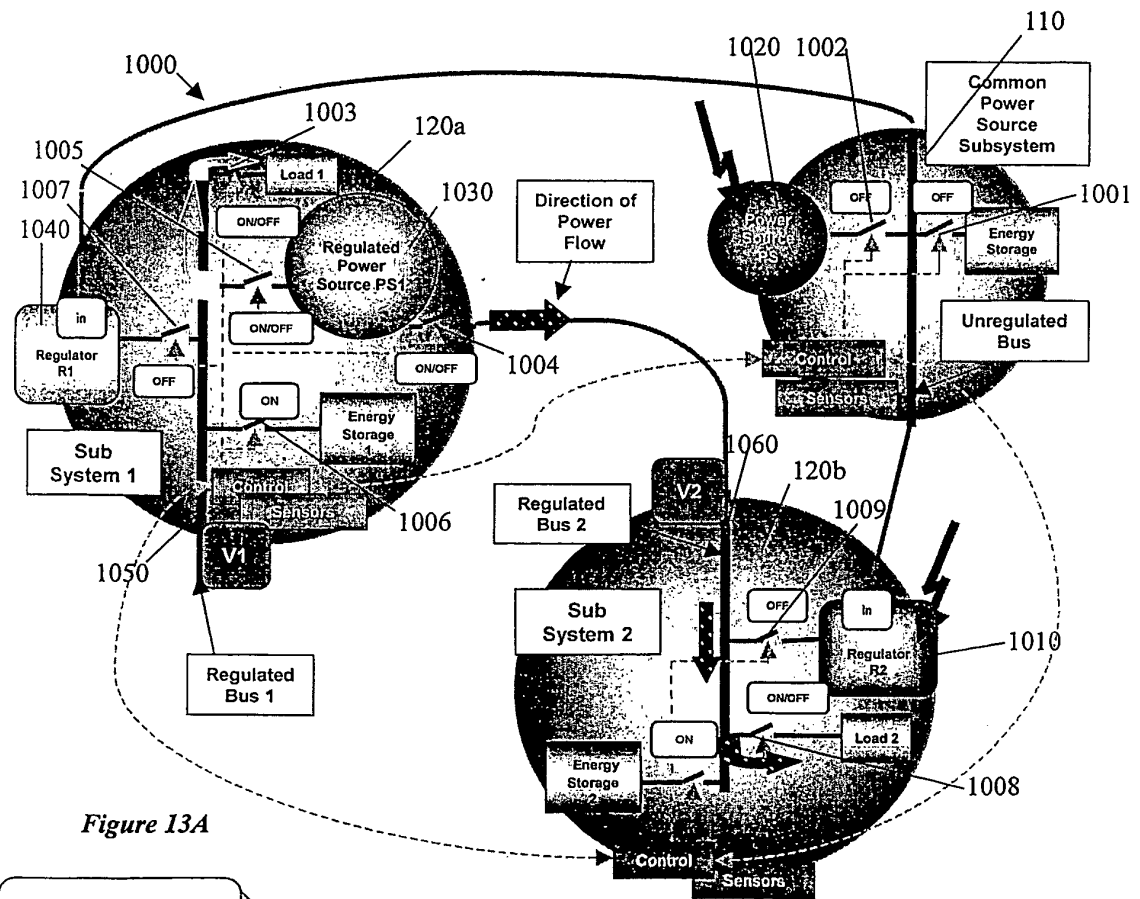 1000
1003
120a
1005
1007
1040
1030
Load 1
ON/OFF
Regulated
Power
Source PS1
in
Regulator
R1
OFF
ON/OFF
ON/OFF
1004
ON
Energy
Storage
1
Sub
System 1
Control
Sensors
1006
1050
V1
Regulated
Bus 1
Direction of
Power
Flow
1020
1002
110
Common
Power
Source
Subsystem
OFF
OFF
1001
Power
Source
PS
Energy
Storage
Unregulated
Bus
Control
Sensors
1060
120b
V2
Regulated
Bus 2
1009
Sub
System 2
OFF
in
Regulator
R2
1010
ON/OFF
ON
Load 2
Energy
Storage
2
1008
Control
Sensors
Figure 13A